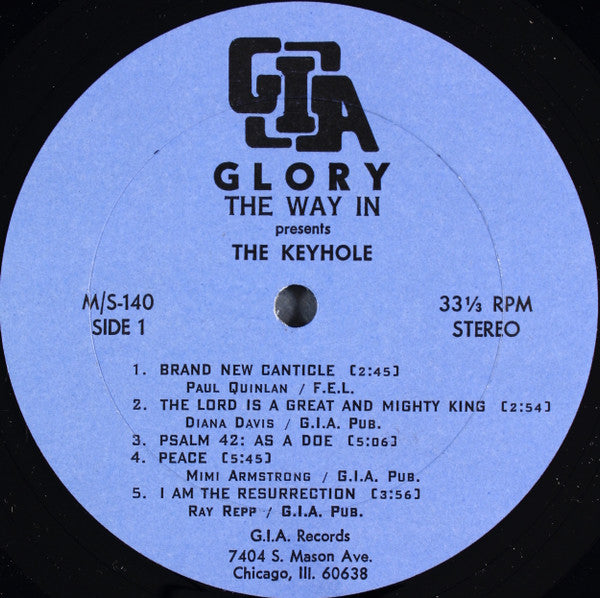 GIA
GLORY
THE WAY IN
presents
THE KEYHOLE
M/S-140
SIDE 1
33⅓ RPM
STEREO
1. BRAND NEW CANTICLE [2:45]
PAUL QUINLAN / F.E.L.
2. THE LORD IS A GREAT AND MIGHTY KING [2:54]
DIANA DAVIS / G.I.A. PUB.
3. PSALM 42: AS A DOE [5:06]
4. PEACE [5:45]
MIMI ARMSTRONG / G.I.A. PUB.
5. I AM THE RESURRECTION [3:56]
RAY REPP / G.I.A. PUB.
G.I.A. Records
7404 S. Mason Ave.
Chicago, Ill. 60638